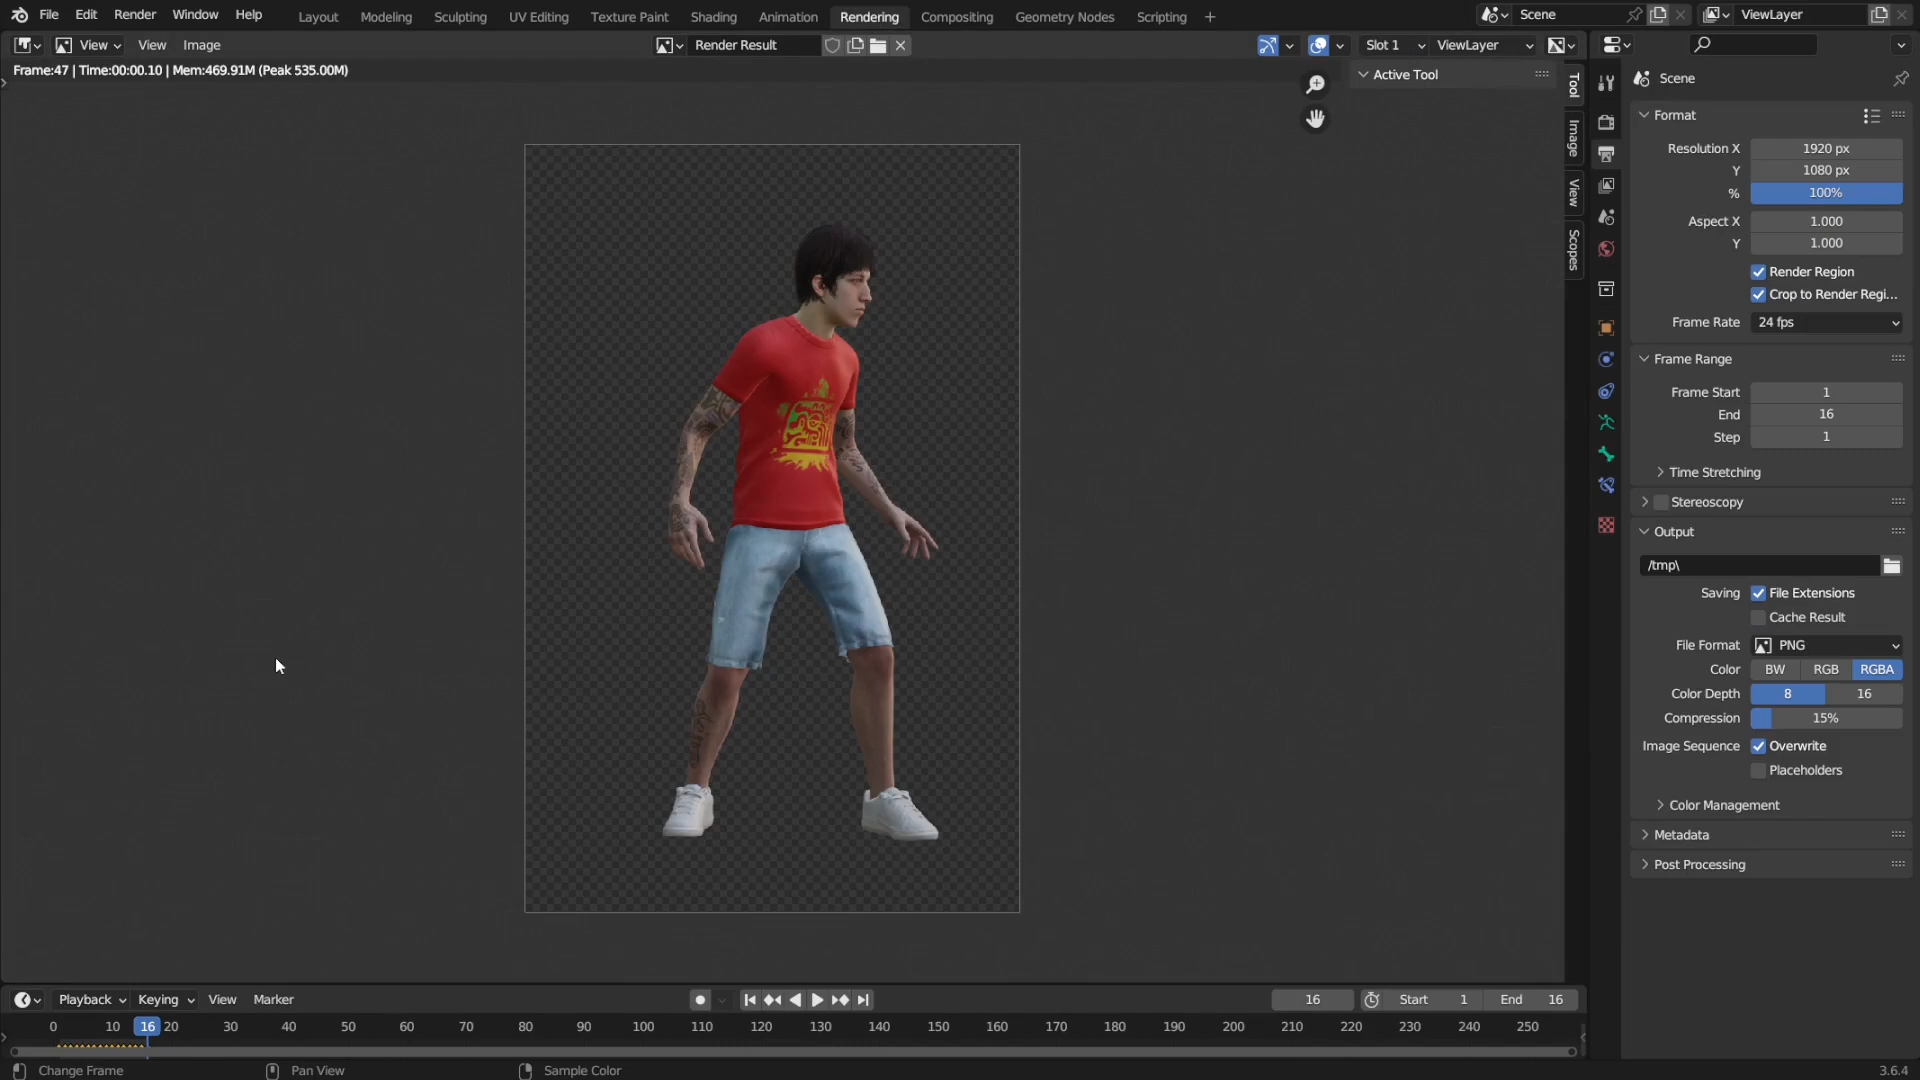 File Edit Render Window Help Layout Modeling Sculpting UV Editing Texture Paint Shading Animation Rendering Compositing Geometry Nodes Scripting + Scene ViewLayer
View View Image Render Result Slot 1 ViewLayer
Frame:47 | Time:00:00.10 | Mem:469.91M (Peak 535.00M)
Active Tool
Tool
Image
View
Scopes
Scene
Format
Resolution X 1920 px
Y 1080 px
% 100%
Aspect X 1.000
Y 1.000
Render Region
Crop to Render Regi...
Frame Rate 24 fps
Frame Range
Frame Start 1
End 16
Step 1
Time Stretching
Stereoscopy
Output
/tmp\
Saving File Extensions
Cache Result
File Format PNG
Color BW RGB RGBA
Color Depth 8 16
Compression 15%
Image Sequence Overwrite
Placeholders
Color Management
Metadata
Post Processing
Playback Keying View Marker 16 Start 1 End 16
0 10 16 20 30 40 50 60 70 80 90 100 110 120 130 140 150 160 170 180 190 200 210 220 230 240 250
Change Frame Pan View Sample Color 3.6.4